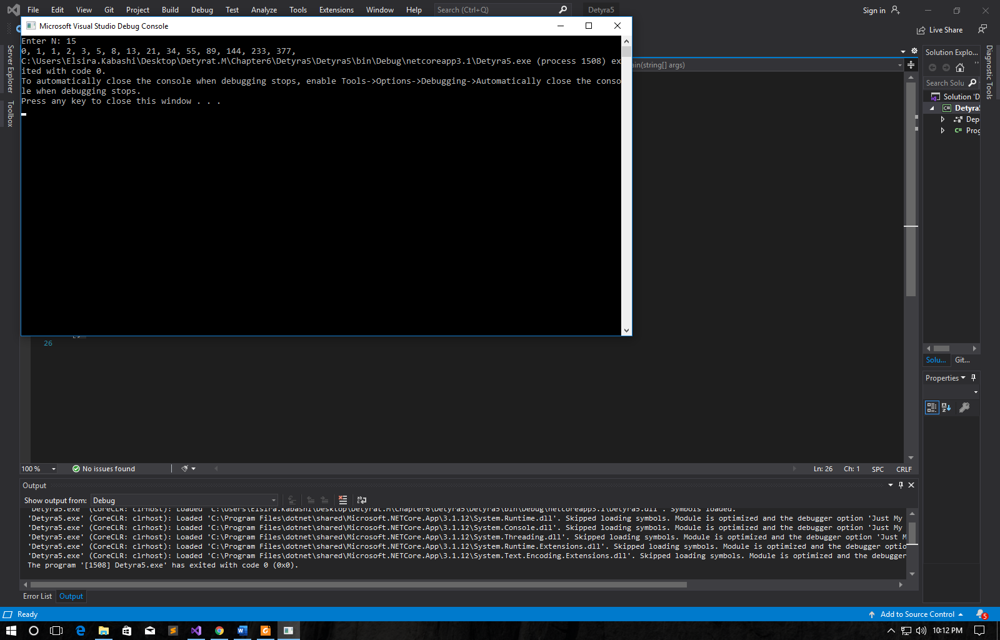 File Edit View Git Project Build Debug Test Analyze Tools Extensions Window Help Search (Ctrl+Q) Detyra5 Sign in
Live Share
Microsoft Visual Studio Debug Console
Enter N: 15
0, 1, 1, 2, 3, 5, 8, 13, 21, 34, 55, 89, 144, 233, 377,
C:\Users\Elsira.Kabashi\Desktop\Detyrat.M\Chapter6\Detyra5\Detyra5\bin\Debug\netcoreapp3.1\Detyra5.exe (process 1508) ex
ited with code 0.
To automatically close the console when debugging stops, enable Tools->Options->Debugging->Automatically close the conso
le when debugging stops.
Press any key to close this window . . .
Server Explorer
Toolbox
ain(string[] args)
Solution Explo...
Search Solu
Solution 'D
C# Detyra5
Dep
C# Prog
Diagnostic Tools
Solu... Git...
Properties
26
100 % No issues found Ln: 26 Ch: 1 SPC CRLF
Output
Show output from: Debug
'Detyra5.exe' (CoreCLR: clrhost): Loaded 'C:\Users\Elsira.Kabashi\Desktop\Detyrat.M\Chapter6\Detyra5\Detyra5\bin\Debug\netcoreapp3.1\Detyra5.dll'. Symbols loaded.
'Detyra5.exe' (CoreCLR: clrhost): Loaded 'C:\Program Files\dotnet\shared\Microsoft.NETCore.App\3.1.12\System.Runtime.dll'. Skipped loading symbols. Module is optimized and the debugger option 'Just My
'Detyra5.exe' (CoreCLR: clrhost): Loaded 'C:\Program Files\dotnet\shared\Microsoft.NETCore.App\3.1.12\System.Console.dll'. Skipped loading symbols. Module is optimized and the debugger option 'Just My
'Detyra5.exe' (CoreCLR: clrhost): Loaded 'C:\Program Files\dotnet\shared\Microsoft.NETCore.App\3.1.12\System.Threading.dll'. Skipped loading symbols. Module is optimized and the debugger option 'Just M
'Detyra5.exe' (CoreCLR: clrhost): Loaded 'C:\Program Files\dotnet\shared\Microsoft.NETCore.App\3.1.12\System.Runtime.Extensions.dll'. Skipped loading symbols. Module is optimized and the debugger optio
'Detyra5.exe' (CoreCLR: clrhost): Loaded 'C:\Program Files\dotnet\shared\Microsoft.NETCore.App\3.1.12\System.Text.Encoding.Extensions.dll'. Skipped loading symbols. Module is optimized and the debugger
The program '[1508] Detyra5.exe' has exited with code 0 (0x0).
Error List Output
Ready Add to Source Control 5
10:12 PM